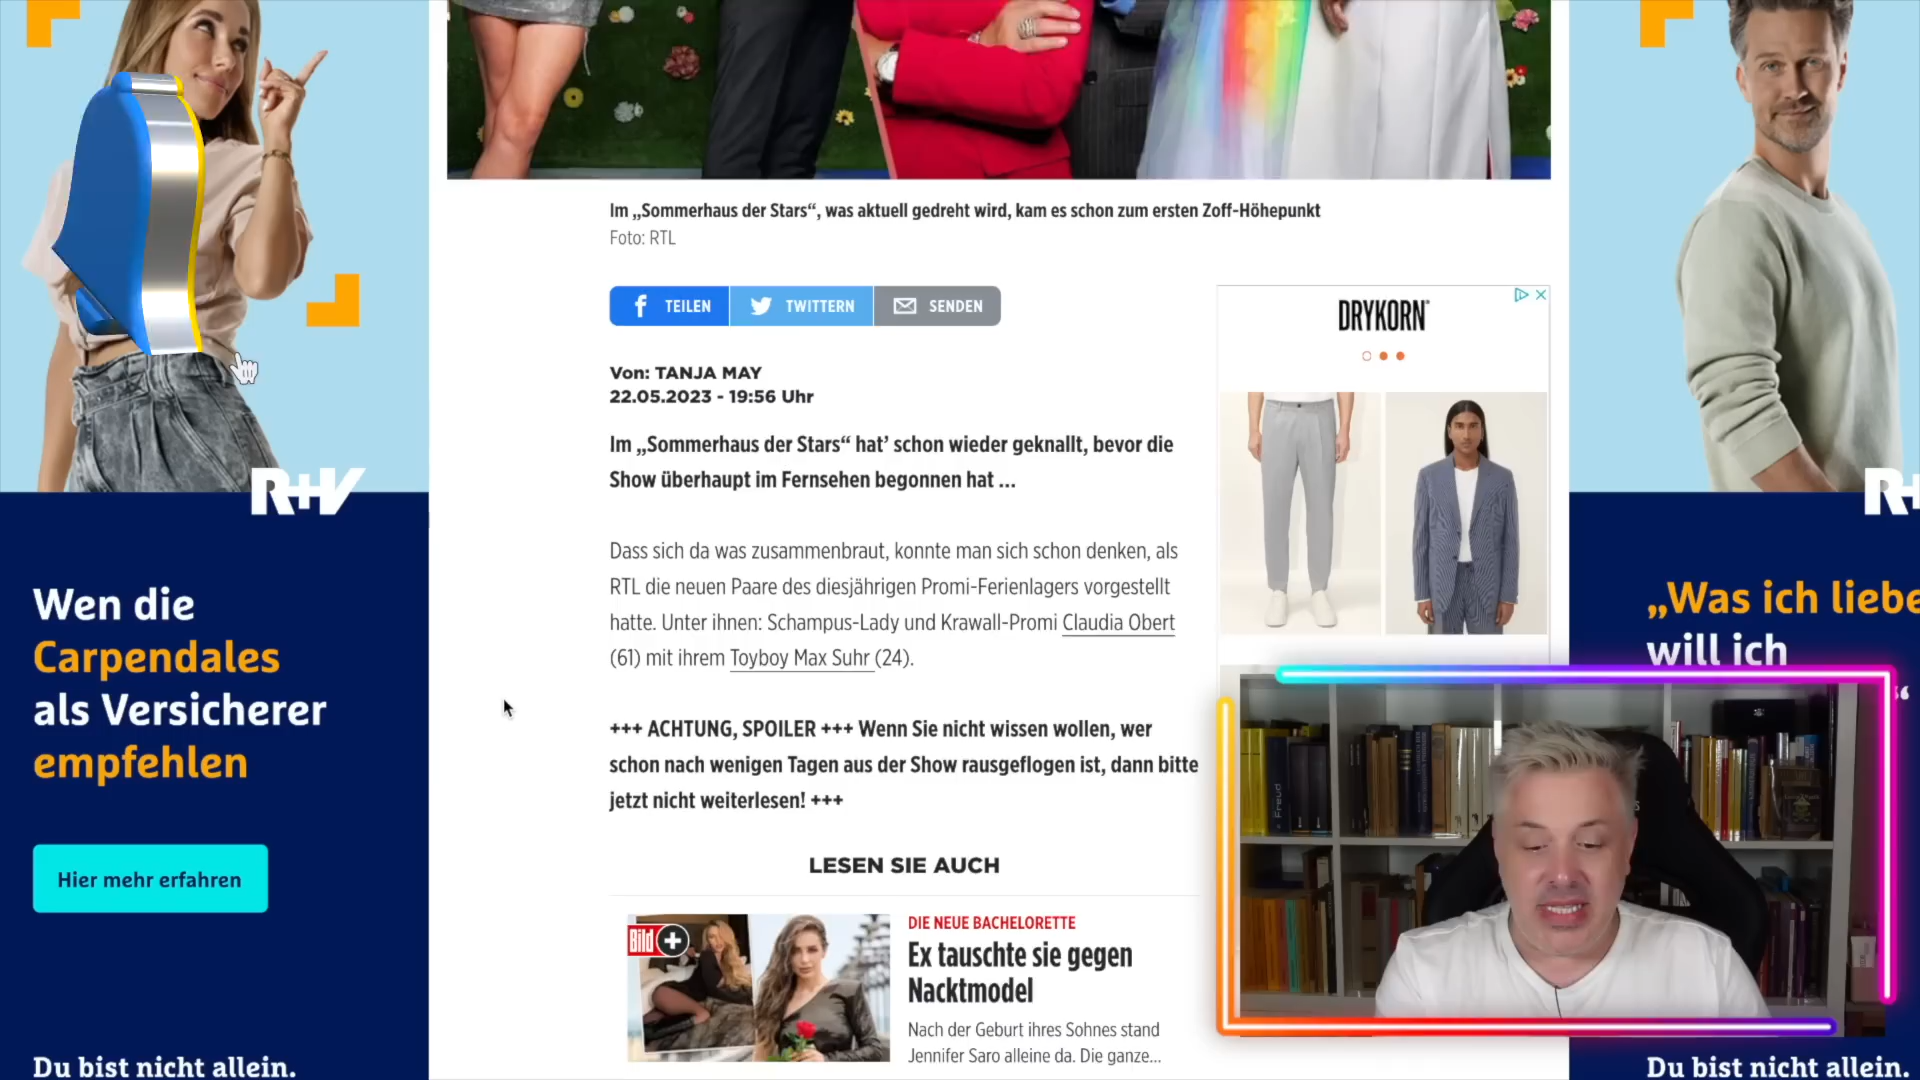 Im „Sommerhaus der Stars“, was aktuell gedreht wird, kam es schon zum ersten Zoff-Höhepunkt
Foto: RTL
TEILEN
TWITTERN
SENDEN
Von: TANJA MAY
22.05.2023 - 19:56 Uhr
Im „Sommerhaus der Stars“ hat’ schon wieder geknallt, bevor die
Show überhaupt im Fernsehen begonnen hat ...
Dass sich da was zusammenbraut, konnte man sich schon denken, als
RTL die neuen Paare des diesjährigen Promi-Ferienlagers vorgestellt
hatte. Unter ihnen: Schampus-Lady und Krawall-Promi Claudia Obert
(61) mit ihrem Toyboy Max Suhr (24).
+++ ACHTUNG, SPOILER +++ Wenn Sie nicht wissen wollen, wer
schon nach wenigen Tagen aus der Show rausgeflogen ist, dann bitte
jetzt nicht weiterlesen! +++
LESEN SIE AUCH
Bild
DIE NEUE BACHELORETTE
Ex tauschte sie gegen
Nacktmodel
Nach der Geburt ihres Sohnes stand
Jennifer Saro alleine da. Die ganze...
R+V
Wen die
Carpendales
als Versicherer
empfehlen
Hier mehr erfahren
Du bist nicht allein.
DRYKORN
R+
„Was ich liebe
will ich
“
Freud
Du bist nicht allein.